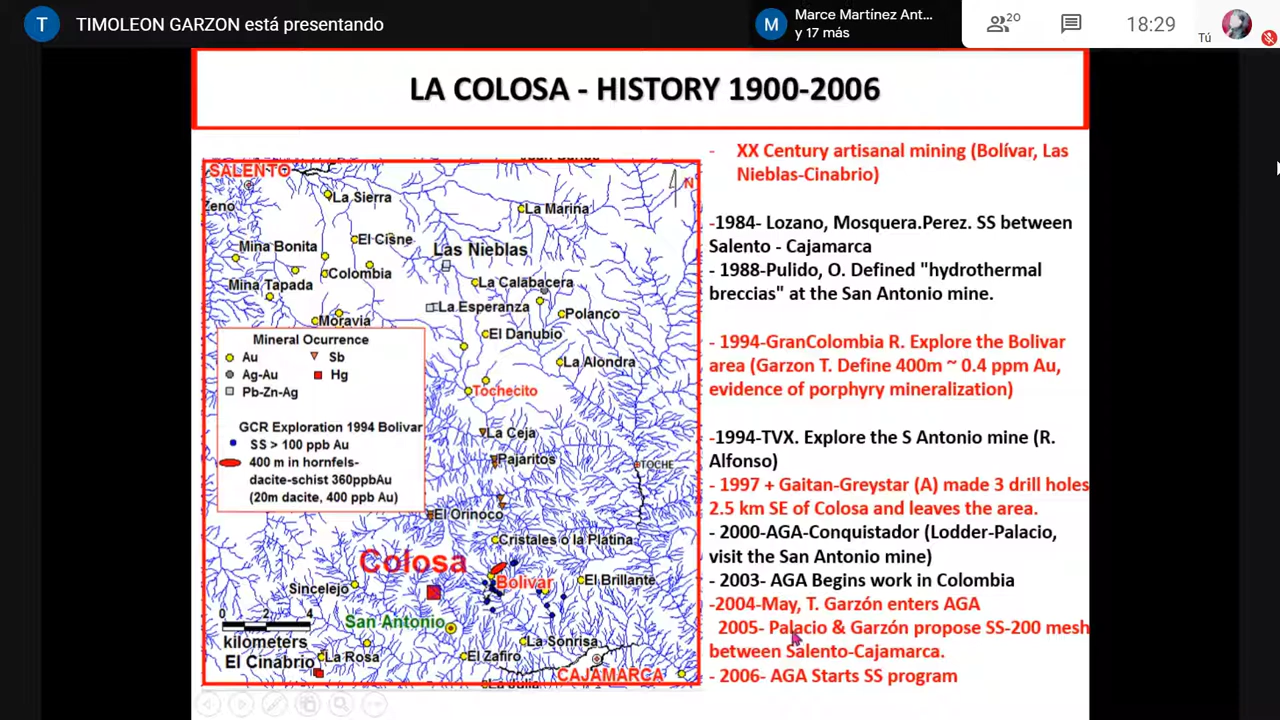 T TIMOLEON GARZON está presentando
M Marce Martínez Ant...
y 17 más
20
18:29
Tú
LA COLOSA - HISTORY 1900-2006
SALENTO
N
Zeno
La Sierra
La Marina
El Cisne
Mina Bonita
Las Nieblas
Colombia
Mina Tapada
La Calabacera
La Esperanza
Polanco
Moravia
El Danubio
La Alondra
Mineral Ocurrence
Au Sb
Ag-Au Hg
Pb-Zn-Ag
GCR Exploration 1994 Bolivar
SS > 100 ppb Au
400 m in hornfels-
dacite-schist 360ppbAu
(20m dacite, 400 ppb Au)
Tochecito
La Ceja
Pajaritos
TOCHE
El Orinoco
Cristales o la Platina
Colosa
Bolivar
El Brillante
Sincelejo
0 2 4
kilometers
San Antonio
La Sonrisa
El Cinabrio
La Rosa
El Zafiro
CAJAMARCA
- XX Century artisanal mining (Bolívar, Las
Nieblas-Cinabrio)
-1984- Lozano, Mosquera.Perez. SS between
Salento - Cajamarca
- 1988-Pulido, O. Defined "hydrothermal
breccias" at the San Antonio mine.
- 1994-GranColombia R. Explore the Bolivar
area (Garzon T. Define 400m ~ 0.4 ppm Au,
evidence of porphyry mineralization)
-1994-TVX. Explore the S Antonio mine (R.
Alfonso)
- 1997 + Gaitan-Greystar (A) made 3 drill holes
2.5 km SE of Colosa and leaves the area.
- 2000-AGA-Conquistador (Lodder-Palacio,
visit the San Antonio mine)
- 2003- AGA Begins work in Colombia
-2004-May, T. Garzón enters AGA
2005- Palacio & Garzón propose SS-200 mesh
between Salento-Cajamarca.
- 2006- AGA Starts SS program